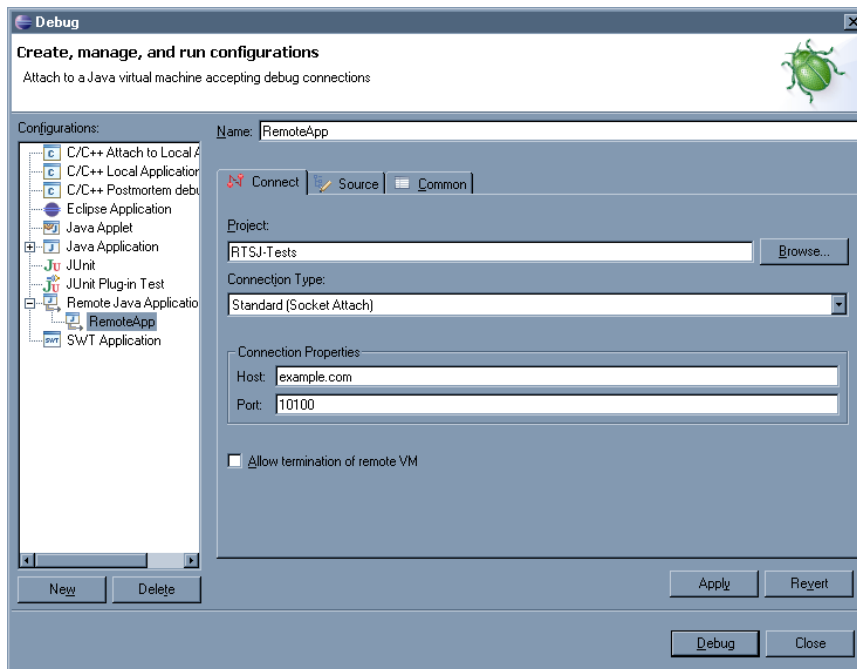 Debug
Create, manage, and run configurations
Attach to a Java virtual machine accepting debug connections
Configurations:
C/C++ Attach to Local A
C/C++ Local Application
C/C++ Postmortem debu
Eclipse Application
Java Applet
Java Application
JUnit
JUnit Plug-in Test
Remote Java Applicatio
RemoteApp
SWT Application
New Delete
Name: RemoteApp
Connect Source Common
Project:
RTSJ-Tests Browse...
Connection Type:
Standard (Socket Attach)
Connection Properties
Host: example.com
Port: 10100
Allow termination of remote VM
Apply Revert
Debug Close